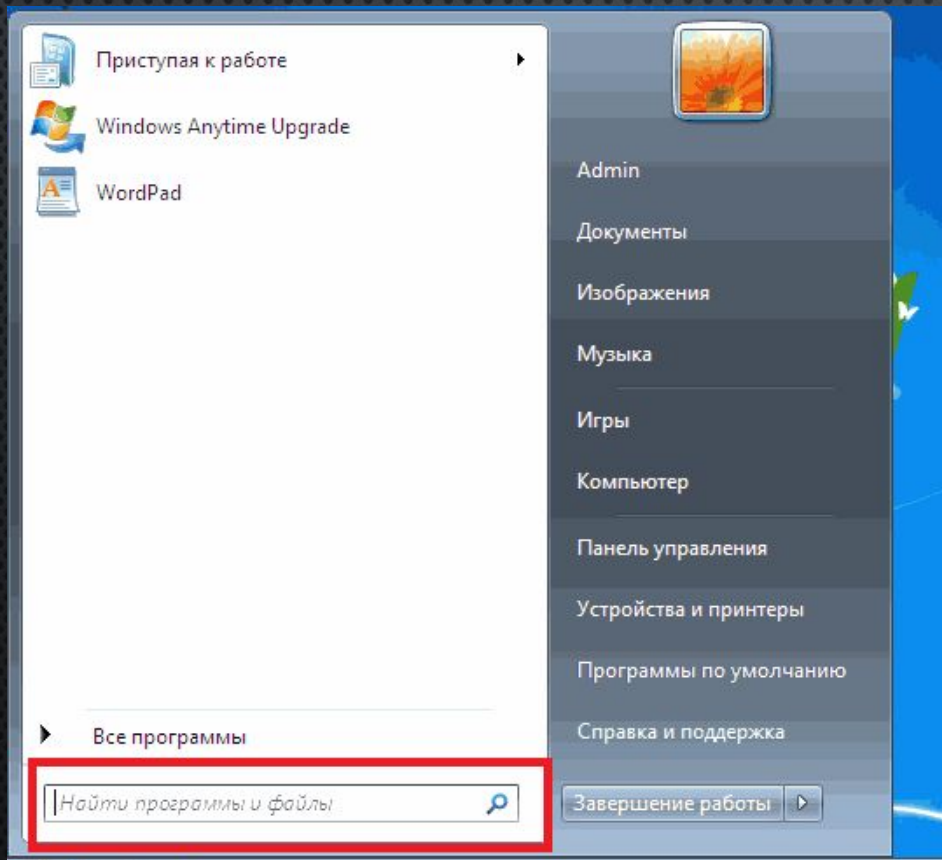 Приступая к работе
Windows Anytime Upgrade
WordPad
Все программы
Найти программы и файлы
Admin
Документы
Изображения
Музыка
Игры
Компьютер
Панель управления
Устройства и принтеры
Программы по умолчанию
Справка и поддержка
Завершение работы